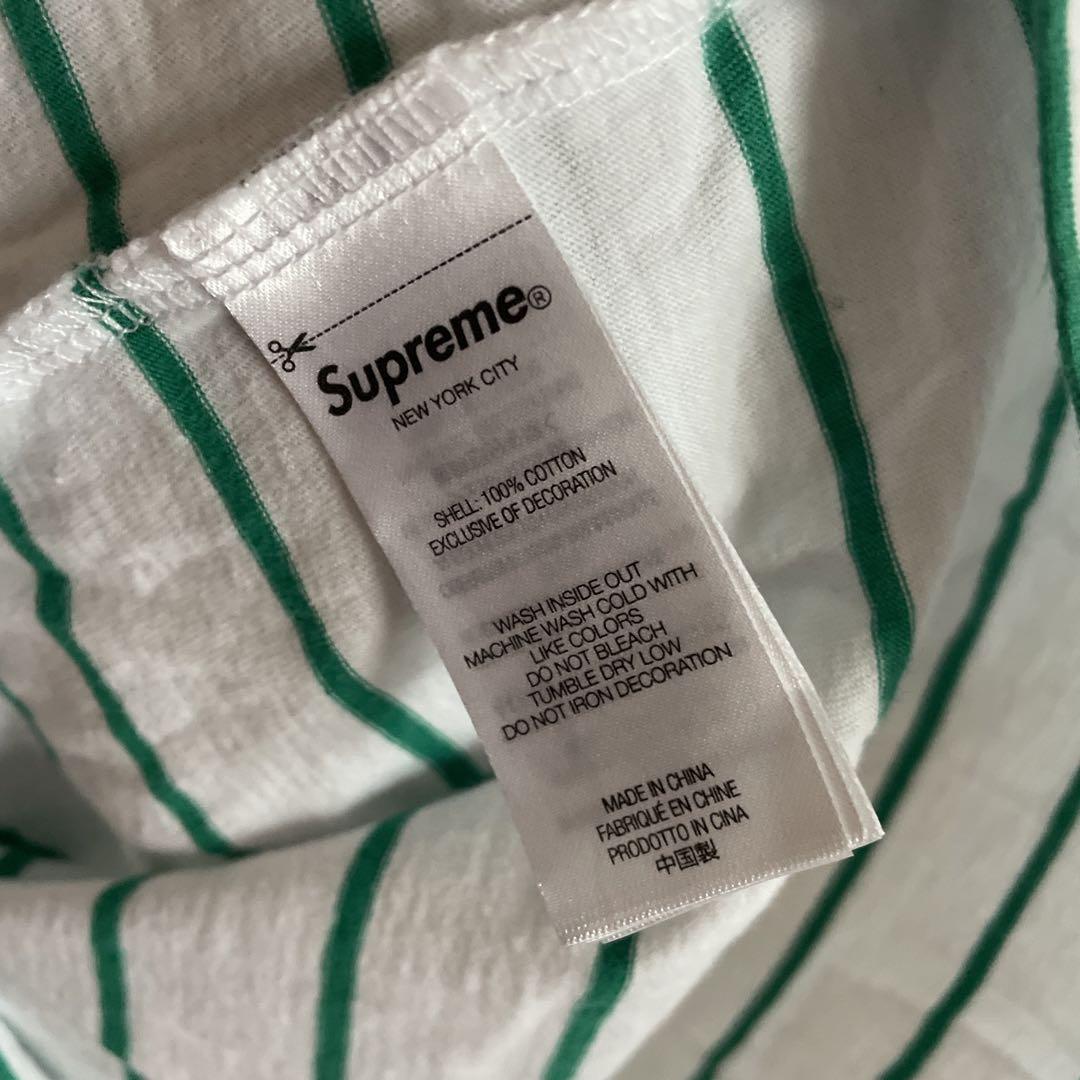 Supreme®
NEW YORK CITY
SHELL: 100% COTTON
EXCLUSIVE OF DECORATION
WASH INSIDE OUT
MACHINE WASH COLD WITH
LIKE COLORS
DO NOT BLEACH
TUMBLE DRY LOW
DO NOT IRON DECORATION
MADE IN CHINA
FABRIQUÉ EN CHINE
PRODOTTO IN CINA
中国製